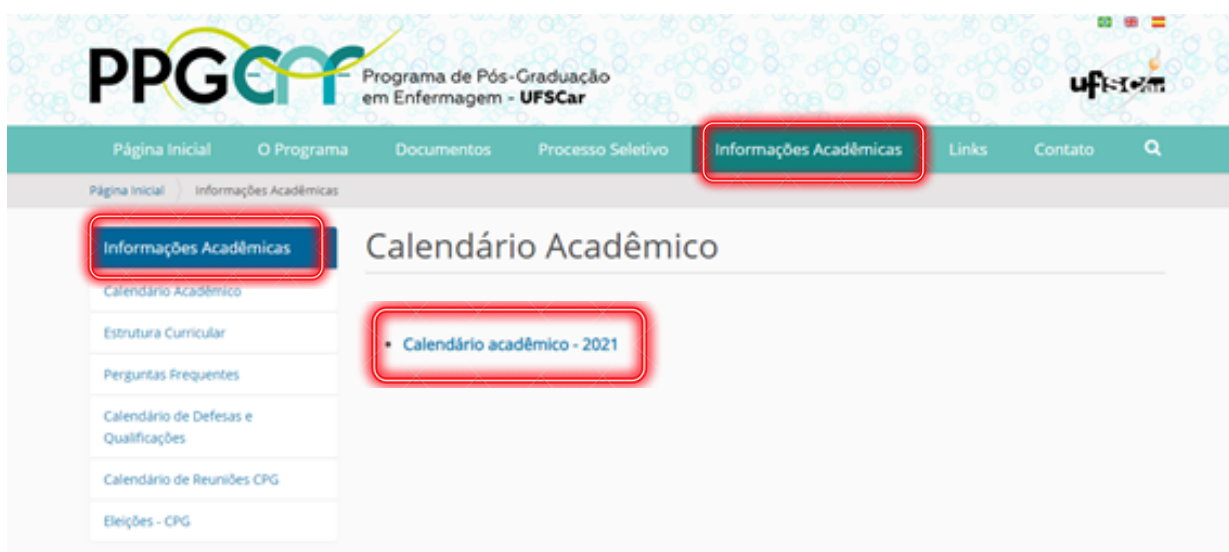 PPGEnf
Programa de Pós-Graduação
em Enfermagem - UFSCar
ufscar
Página Inicial O Programa Documentos Processo Seletivo Informações Acadêmicas Links Contato
Página Inicial Informações Acadêmicas
Informações Acadêmicas
Calendário Acadêmico
Estrutura Curricular
Perguntas Frequentes
Calendário de Defesas e
Qualificações
Calendário de Reuniões CPG
Eleições - CPG
Calendário Acadêmico
• Calendário acadêmico - 2021